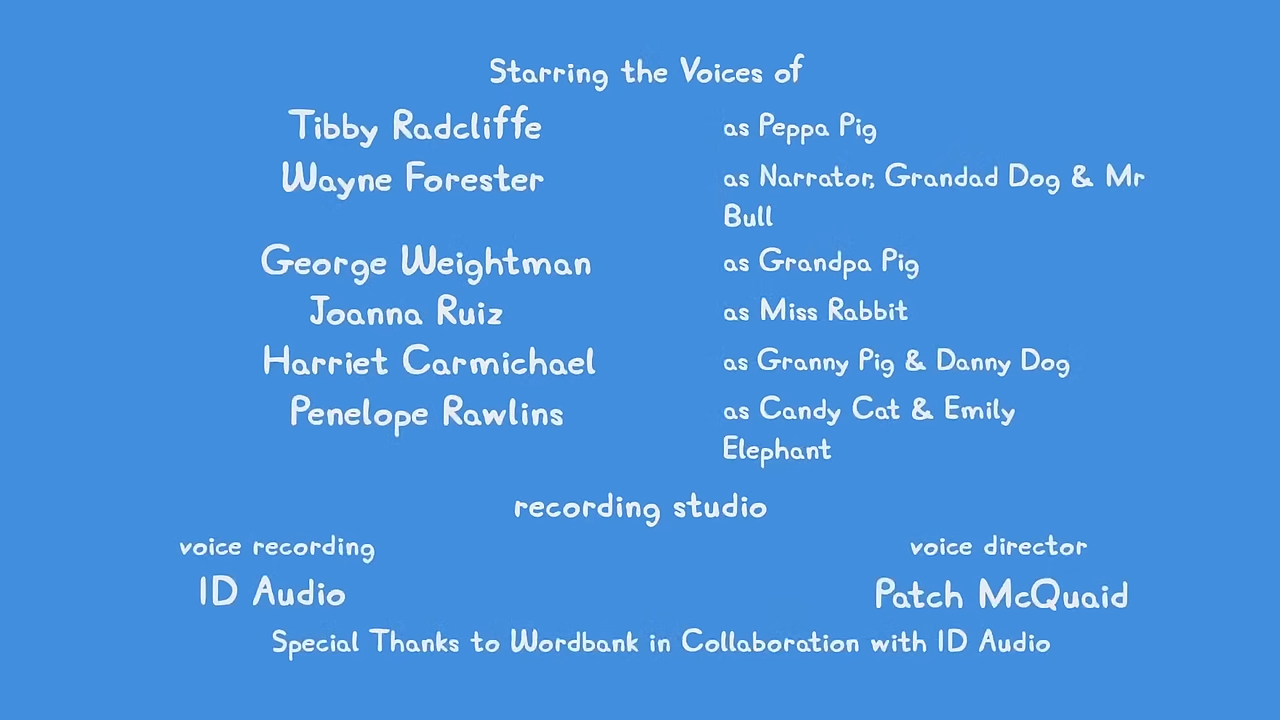 Starring the Voices of
Tibby Radcliffe as Peppa Pig
Wayne Forester as Narrator, Grandad Dog & Mr
Bull
George Weightman as Grandpa Pig
Joanna Ruiz as Miss Rabbit
Harriet Carmichael as Granny Pig & Danny Dog
Penelope Rawlins as Candy Cat & Emily
Elephant
recording studio
voice recording voice director
ID Audio Patch McQuaid
Special Thanks to Wordbank in Collaboration with ID Audio